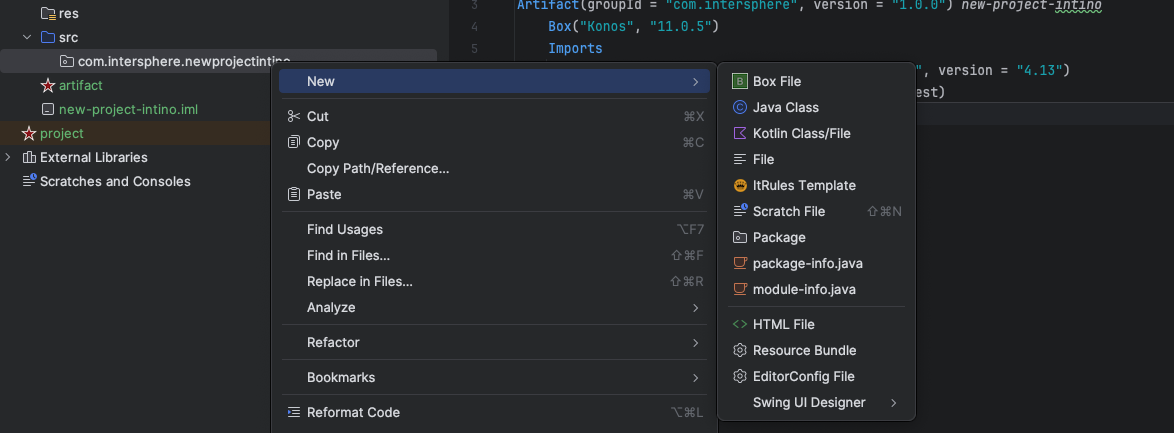 res
src
com.intersphere.newprojectintino
artifact
new-project-intino.iml
project
External Libraries
Scratches and Consoles
3 Artifact(groupId = "com.intersphere", version = "1.0.0") new-project-intino
4 Box("Konos", "11.0.5")
5 Imports
", version = "4.13")
est)
New
Cut ⌘X
Copy ⌘C
Copy Path/Reference...
Paste ⌘V
Find Usages ⌥F7
Find in Files... ⇧⌘F
Replace in Files... ⇧⌘R
Analyze
Refactor
Bookmarks
Reformat Code ⌥⌘L
B Box File
C Java Class
Kotlin Class/File
File
ItRules Template
Scratch File ⇧⌘N
Package
package-info.java
module-info.java
<> HTML File
Resource Bundle
EditorConfig File
Swing UI Designer